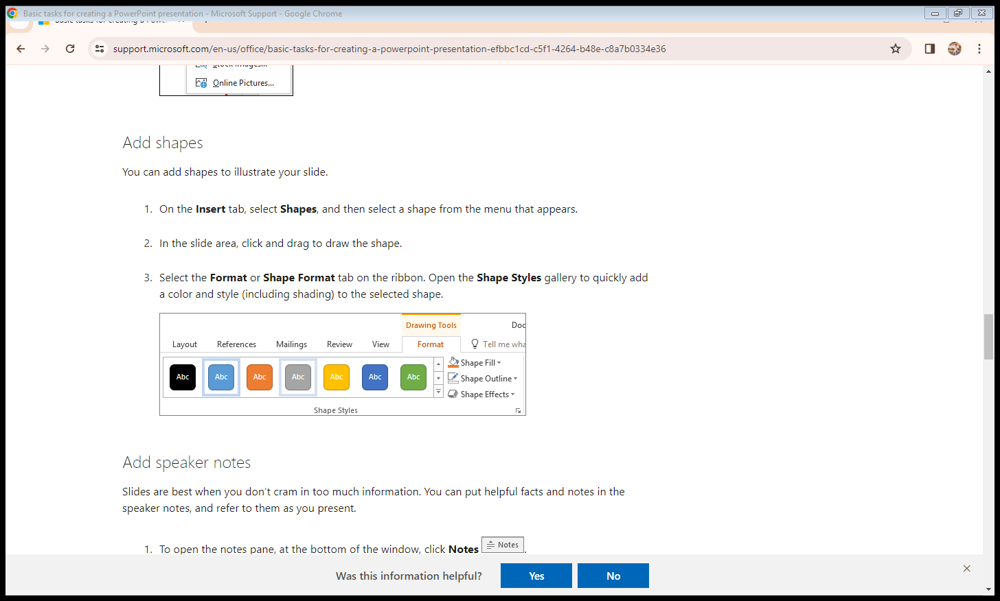 Basic tasks for creating a PowerPoint presentation - Microsoft Support - Google Chrome
support.microsoft.com/en-us/office/basic-tasks-for-creating-a-powerpoint-presentation-efbbc1cd-c5f1-4264-b48e-c8a7b0334e36
Stock Images...
Online Pictures...
Add shapes
You can add shapes to illustrate your slide.
1. On the Insert tab, select Shapes, and then select a shape from the menu that appears.
2. In the slide area, click and drag to draw the shape.
3. Select the Format or Shape Format tab on the ribbon. Open the Shape Styles gallery to quickly add
a color and style (including shading) to the selected shape.
Drawing Tools Doc
Layout References Mailings Review View Format Tell me wha
Abc Abc Abc Abc Abc Abc Abc
Shape Fill
Shape Outline
Shape Effects
Shape Styles
Add speaker notes
Slides are best when you don't cram in too much information. You can put helpful facts and notes in the
speaker notes, and refer to them as you present.
1. To open the notes pane, at the bottom of the window, click Notes Notes.
Was this information helpful? Yes No